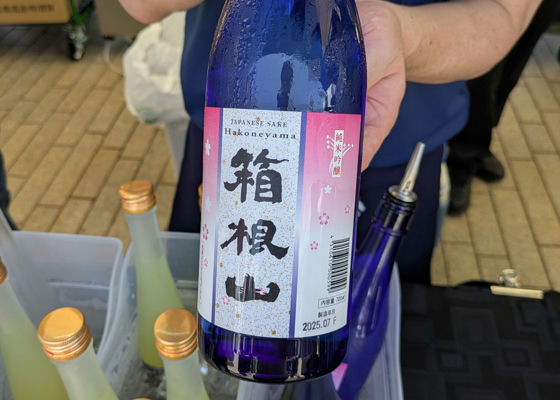 JAPANESE SAKE
Hakoneyama
箱根山
純米吟醸
内容量 720ml
製造年月
2025.07 F